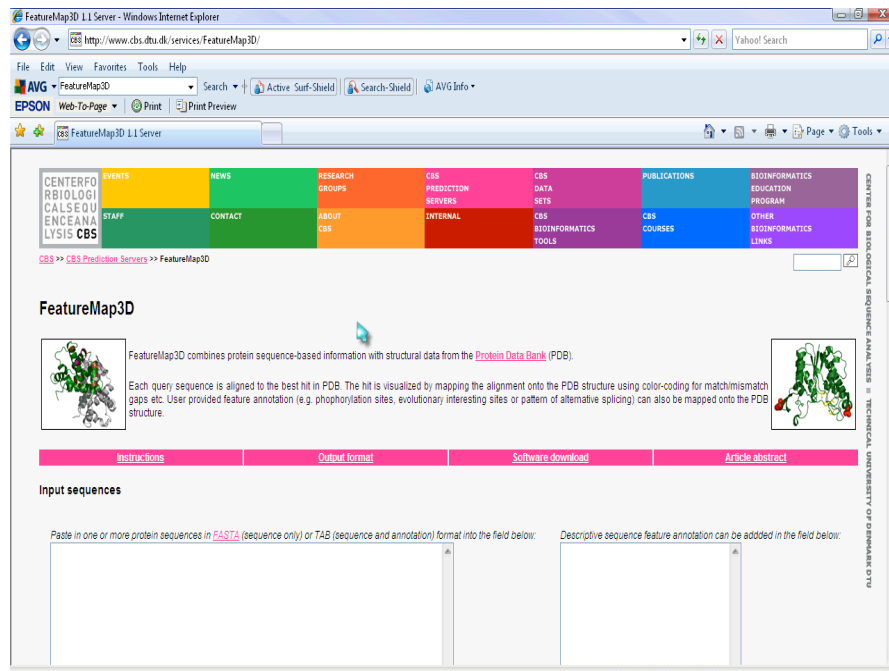 FeatureMap3D 1.1 Server - Windows Internet Explorer
http://www.cbs.dtu.dk/services/FeatureMap3D/
Yahoo! Search
File Edit View Favorites Tools Help
AVG FeatureMap3D Search Active Surf-Shield Search-Shield AVG Info
EPSON Web-To-Page Print Print Preview
CBS FeatureMap3D 1.1 Server Page Tools
CENTERFO
RBIOLOGI
CALSEQU
ENCEANA
LYSIS CBS
EVENTS
NEWS
RESEARCH
GROUPS
CBS
PREDICTION
SERVERS
CBS
DATA
SETS
PUBLICATIONS
BIOINFORMATICS
EDUCATION
PROGRAM
STAFF
CONTACT
ABOUT
CBS
INTERNAL
CBS
BIOINFORMATICS
TOOLS
CBS
COURSES
OTHER
BIOINFORMATICS
LINKS
CBS >> CBS Prediction Servers >> FeatureMap3D
FeatureMap3D
FeatureMap3D combines protein sequence-based information with structural data from the Protein Data Bank (PDB).
Each query sequence is aligned to the best hit in PDB. The hit is visualized by mapping the alignment onto the PDB structure using color-coding for match/mismatch
gaps etc. User provided feature annotation (e.g. phophorylation sites, evolutionary interesting sites or pattern of alternative splicing) can also be mapped onto the PDB
structure.
Instructions Output format Software download Article abstract
Input sequences
Paste in one or more protein sequences in FASTA (sequence only) or TAB (sequence and annotation) format into the field below:
Descriptive sequence feature annotation can be addded in the field below:
CENTER FOR BIOLOGICAL SEQUENCE ANALYSIS = TECHNICAL UNIVERSITY OF DENMARK DTU